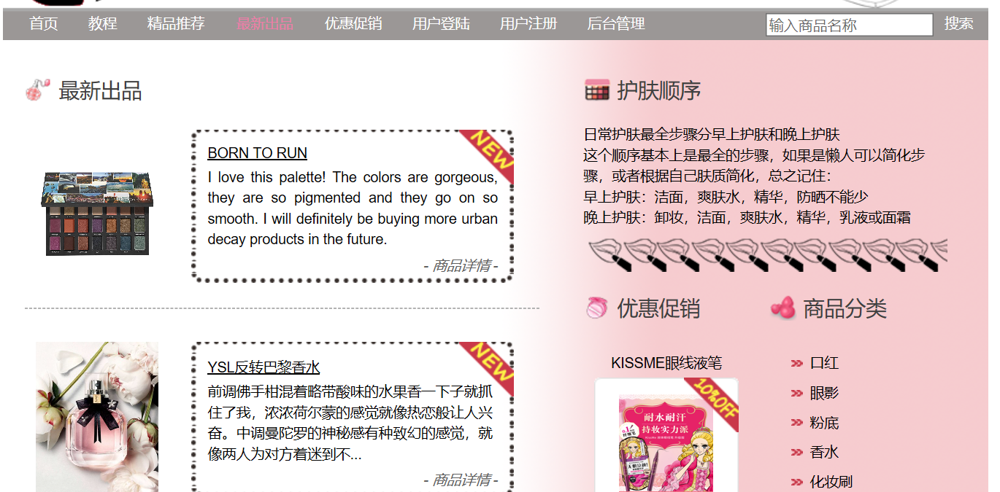 首页 教程 精品推荐 最新出品 优惠促销 用户登陆 用户注册 后台管理 输入商品名称 搜索
最新出品
BORN TO RUN
NEW
I love this palette! The colors are gorgeous,
they are so pigmented and they go on so
smooth. I will definitely be buying more urban
decay products in the future.
- 商品详情 -
YSL反转巴黎香水
NEW
前调佛手柑混着略带酸味的水果香一下子就抓
住了我，浓浓荷尔蒙的感觉就像热恋般让人兴
奋。中调曼陀罗的神秘感有种致幻的感觉，就
像两人为对方着迷到不...
- 商品详情 -
护肤顺序
日常护肤最全步骤分早上护肤和晚上护肤
这个顺序基本上是最全的步骤，如果是懒人可以简化步
骤，或者根据自己肤质简化，总之记住：
早上护肤：洁面，爽肤水，精华，防晒不能少
晚上护肤：卸妆，洁面，爽肤水，精华，乳液或面霜
优惠促销
KISSME眼线液笔
10%OFF
耐水耐汗
持妆实力派
商品分类
口红
眼影
粉底
香水
化妆刷